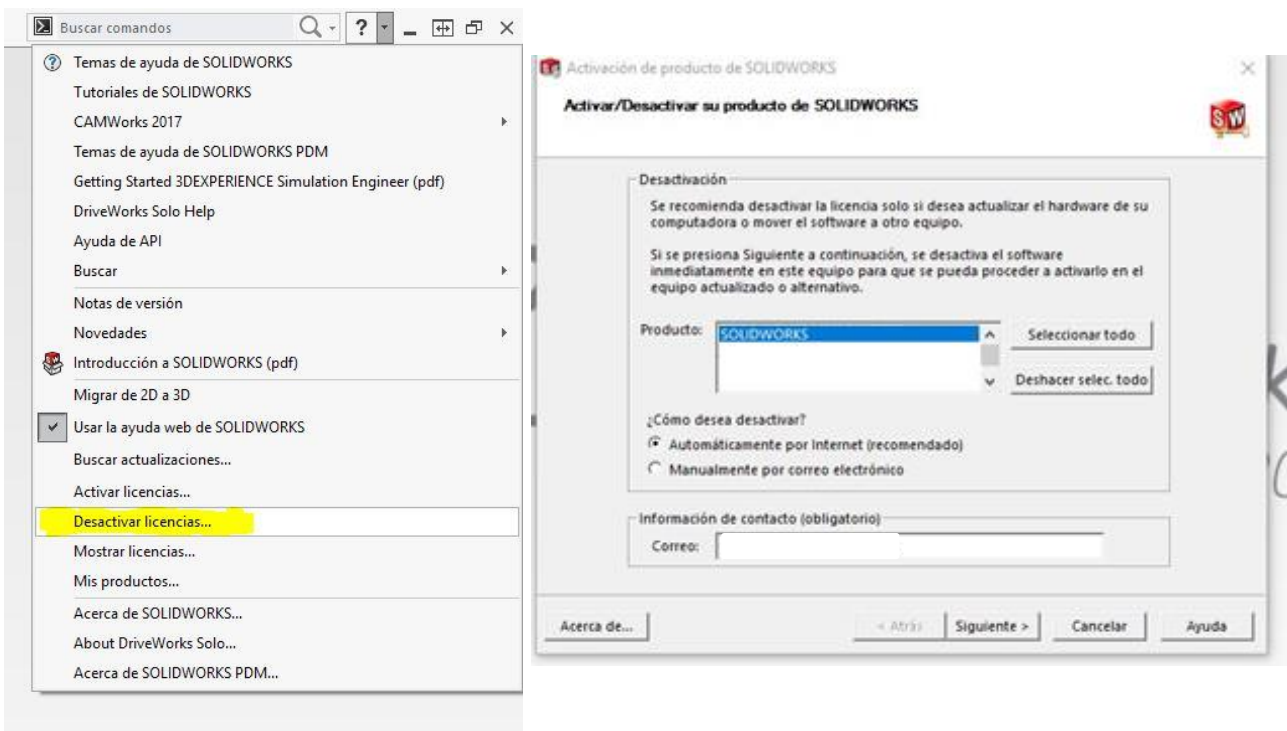 Buscar comandos
?
Temas de ayuda de SOLIDWORKS
Tutoriales de SOLIDWORKS
CAMWorks 2017
Temas de ayuda de SOLIDWORKS PDM
Getting Started 3DEXPERIENCE Simulation Engineer (pdf)
DriveWorks Solo Help
Ayuda de API
Buscar
Notas de versión
Novedades
Introducción a SOLIDWORKS (pdf)
Migrar de 2D a 3D
Usar la ayuda web de SOLIDWORKS
Buscar actualizaciones...
Activar licencias...
Desactivar licencias...
Mostrar licencias...
Mis productos...
Acerca de SOLIDWORKS...
About DriveWorks Solo...
Acerca de SOLIDWORKS PDM...
Activación de producto de SOLIDWORKS
Activar/Desactivar su producto de SOLIDWORKS
SW
Desactivación
Se recomienda desactivar la licencia solo si desea actualizar el hardware de su
computadora o mover el software a otro equipo.
Si se presiona Siguiente a continuación, se desactiva el software
inmediatamente en este equipo para que se pueda proceder a activarlo en el
equipo actualizado o alternativo.
Producto:
SOLIDWORKS
Seleccionar todo
Deshacer selec. todo
¿Cómo desea desactivar?
Automáticamente por Internet (recomendado)
Manualmente por correo electrónico
Información de contacto (obligatorio)
Correo:
Acerca de...
< Atrás
Siguiente >
Cancelar
Ayuda